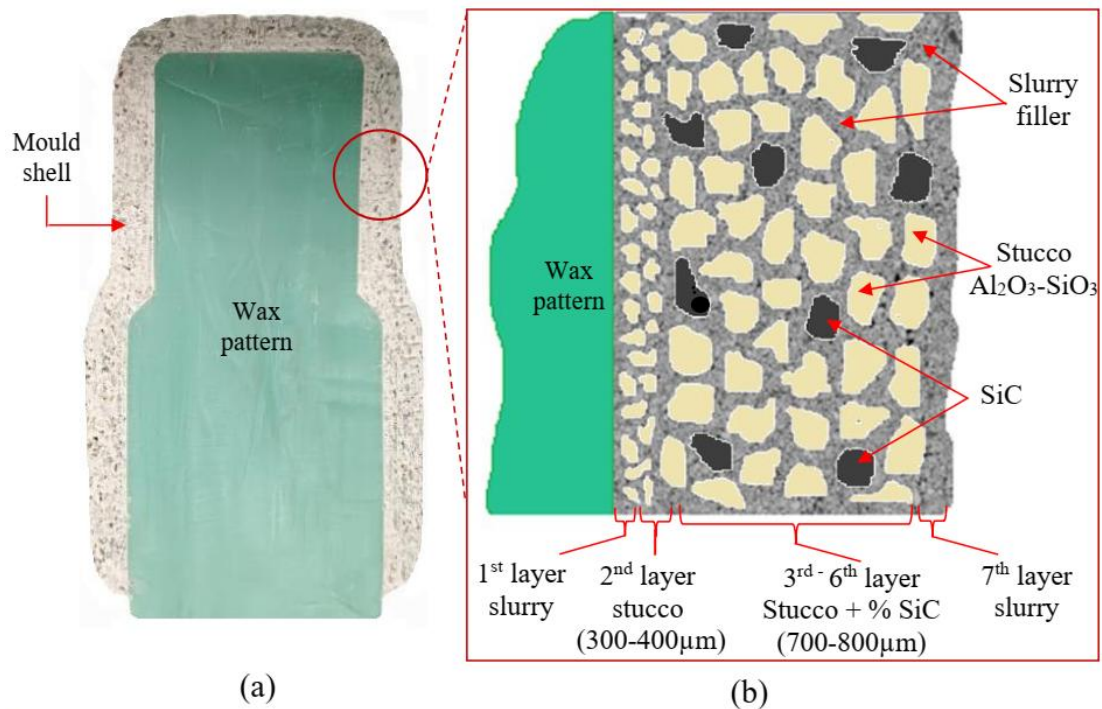 Mould
shell
Wax
pattern
(a)
Wax
pattern
Slurry
filler
Stucco
Al₂O₃-SiO₃
SiC
1st layer
slurry
2nd layer
stucco
(300-400µm)
3rd - 6th layer
Stucco + % SiC
(700-800µm)
7th layer
slurry
(b)